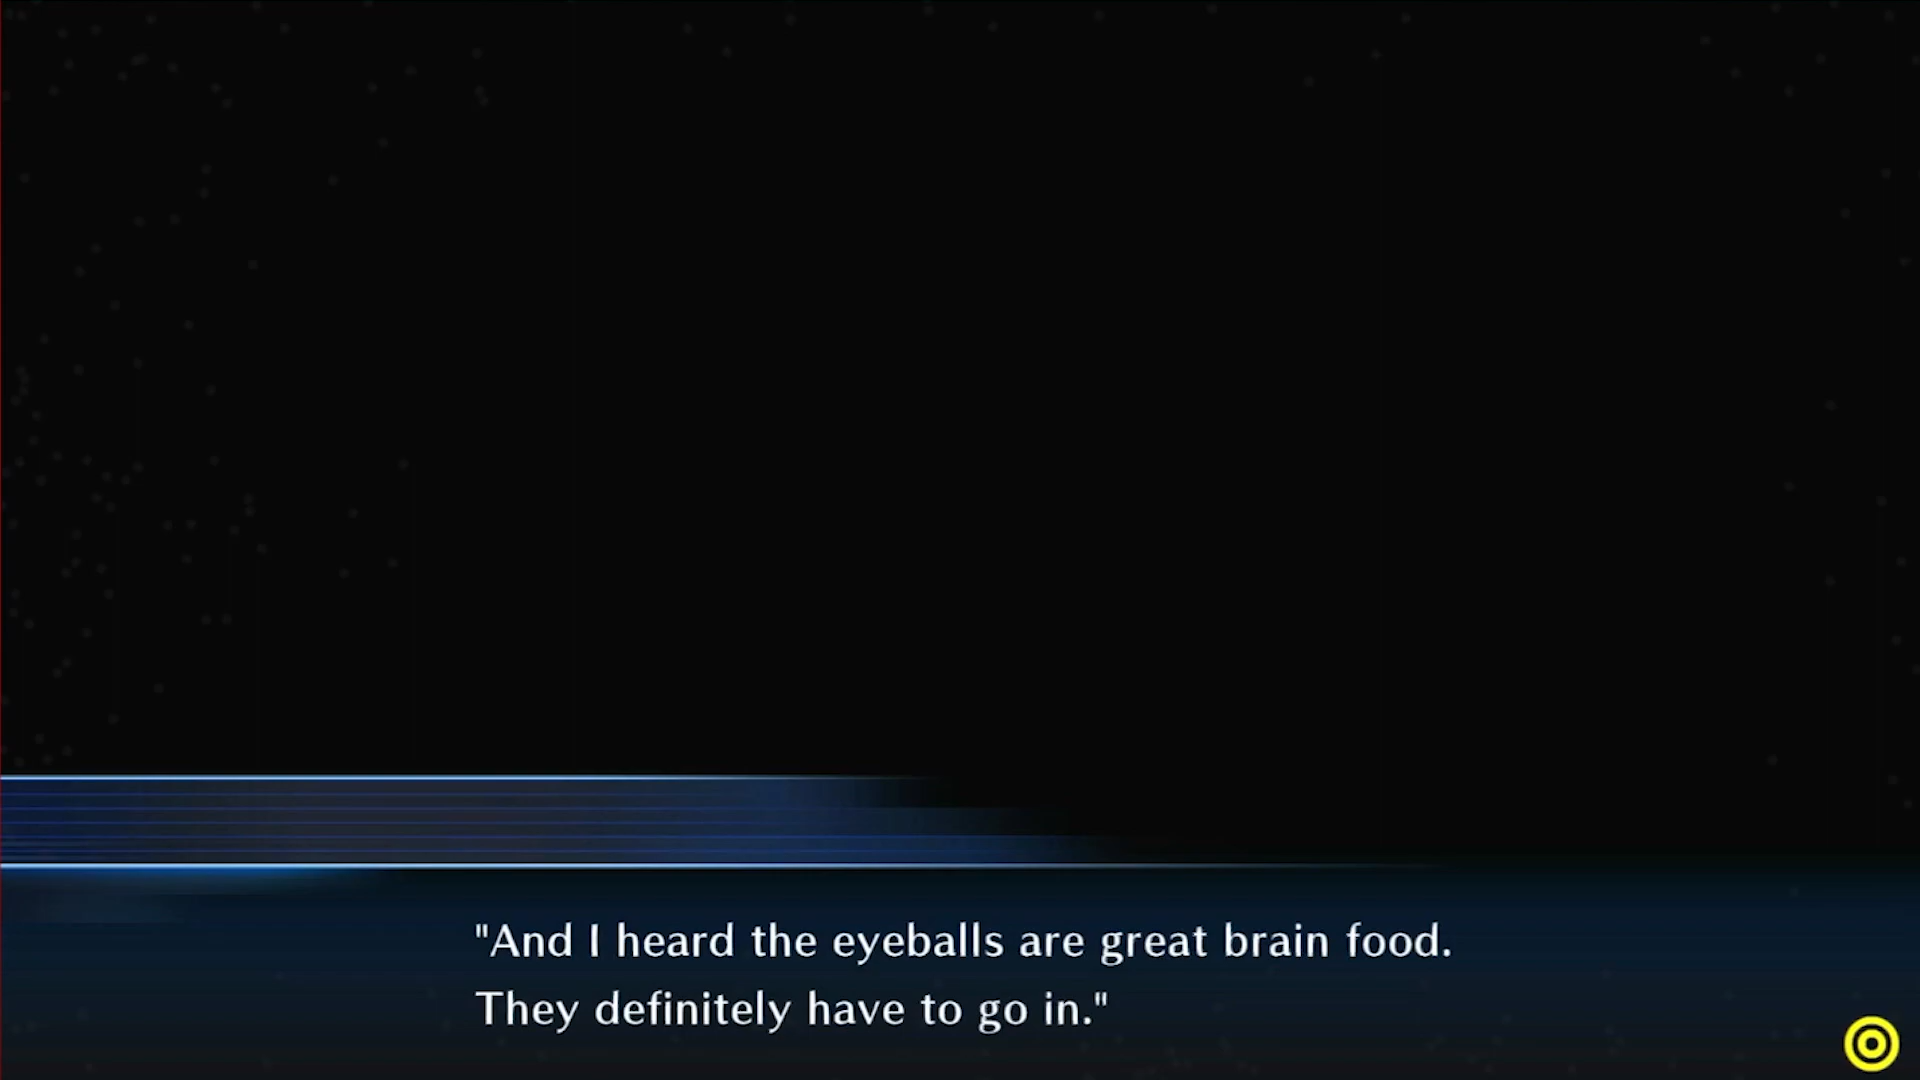 "And I heard the eyeballs are great brain food.
They definitely have to go in."